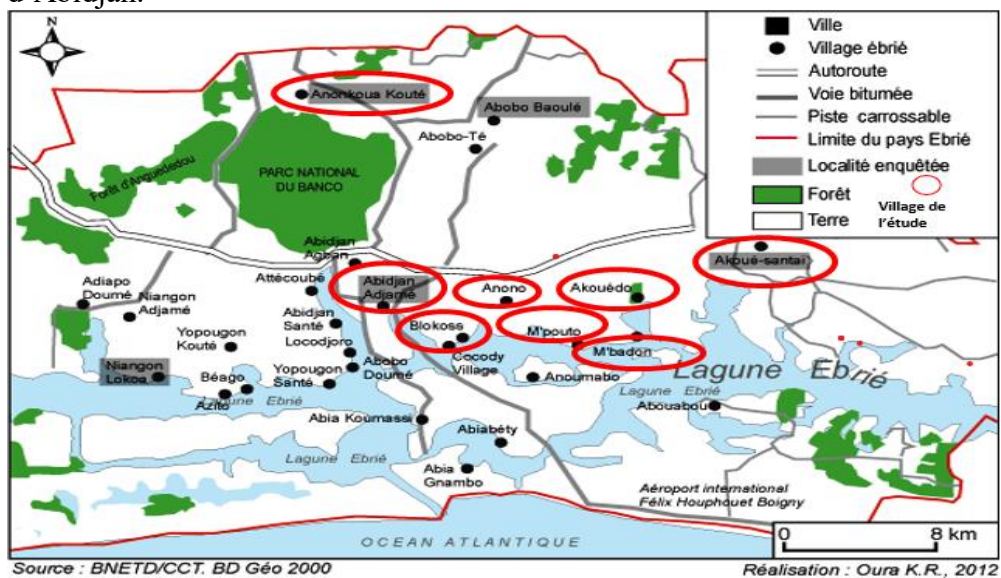 d'Abidjan.
N
Ville
Village ébrié
Autoroute
Voie bitumée
Piste carrossable
Limite du pays Ebrié
Localité enquêtée
Forêt
Village de
l'étude
Terre
Anonkoua Kouté
Abobo Baoulé
Abobo-Té
Forêt d'Anguededou
PARC NATIONAL
DU BANCO
Abidjan
Agban
Akoué-santai
Adiapo
Doumé
Niangon
Adjamé
Attécoubé
Abidjan
Adjamé
Anono
Akouédo
Abidjan
Santé
Blokoss
M'pouto
Yopougon
Kouté
Locodjoro
Cocody
Village
M'badon
Niangon
Lokoa
Béago
Yopougon
Santé
Abobo
Doumé
Anoumabo
Lagune Ebrié
Azito
Lagune Ebrié
Lagune Ebrié
Abouabou
Abia Koumassi
Abiabéty
Lagune Ebrié
Abia
Gnambo
Aéroport international
Félix Houphouet Boigny
0 8 km
OCEAN ATLANTIQUE
Source : BNETD/CCT. BD Géo 2000
Réalisation : Oura K.R., 2012